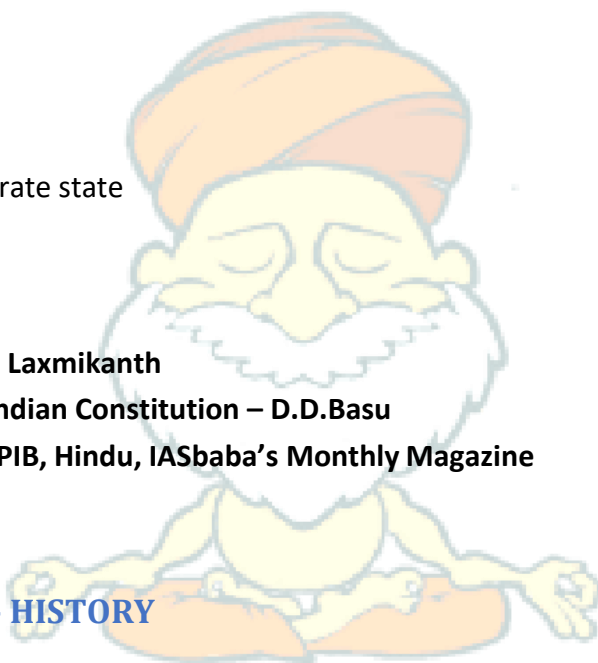 rate state
Laxmikanth
ndian Constitution – D.D.Basu
PIB, Hindu, IASbaba’s Monthly Magazine
HISTORY